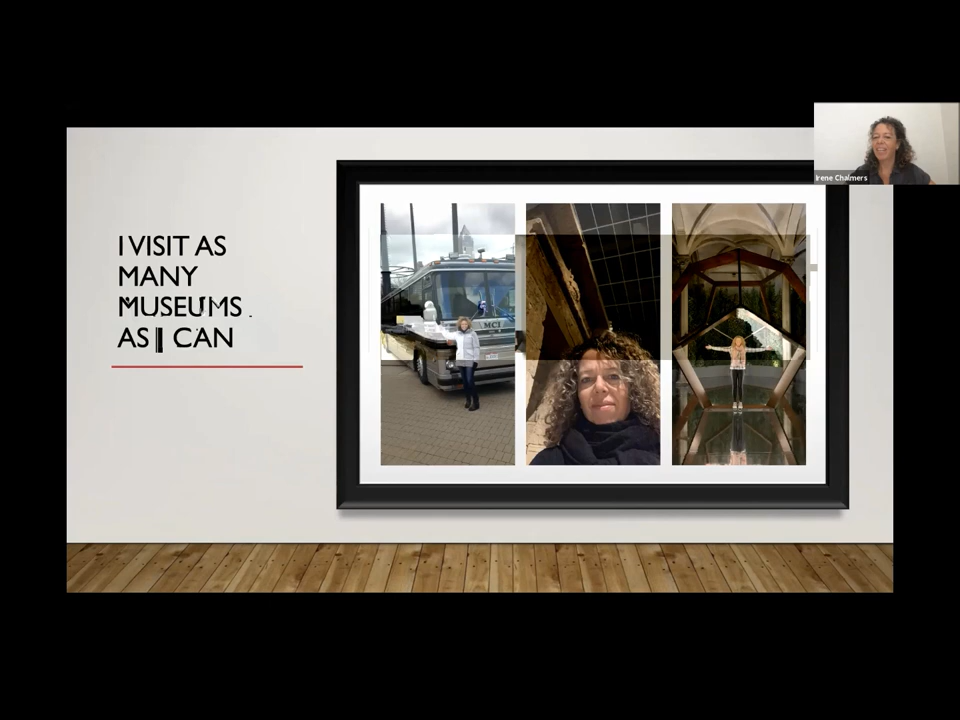 I VISIT AS
MANY
MUSEUMS
AS I CAN
MCI
Irene Chalmers